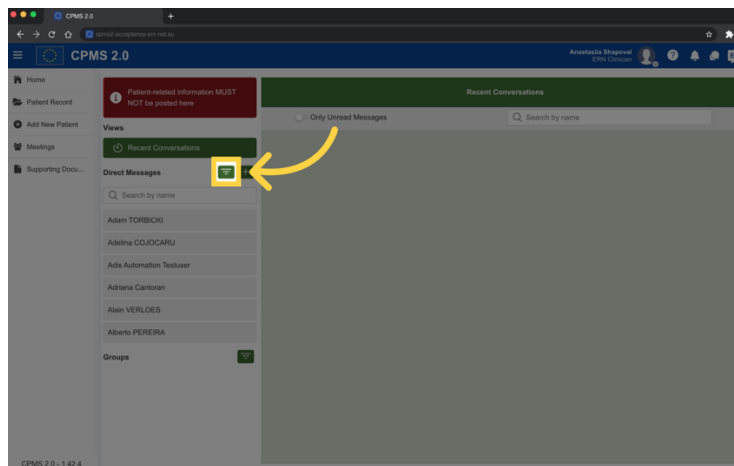 CPMS 2.0
cpms2-acceptance.ern-net.eu
CPMS 2.0
Anastasiia Shapoval
ERN Clinician
Home
Patient Record
Add New Patient
Meetings
Supporting Docu...
Patient-related information MUST
NOT be posted here
Views
Recent Conversations
Direct Messages
Search by name
Adam TORBICKI
Adelina COJOCARU
Adis Automation Testuser
Adriana Cantoran
Alain VERLOES
Alberto PEREIRA
Groups
Recent Conversations
Only Unread Messages
Search by name
CPMS 2.0 - 1.42.4